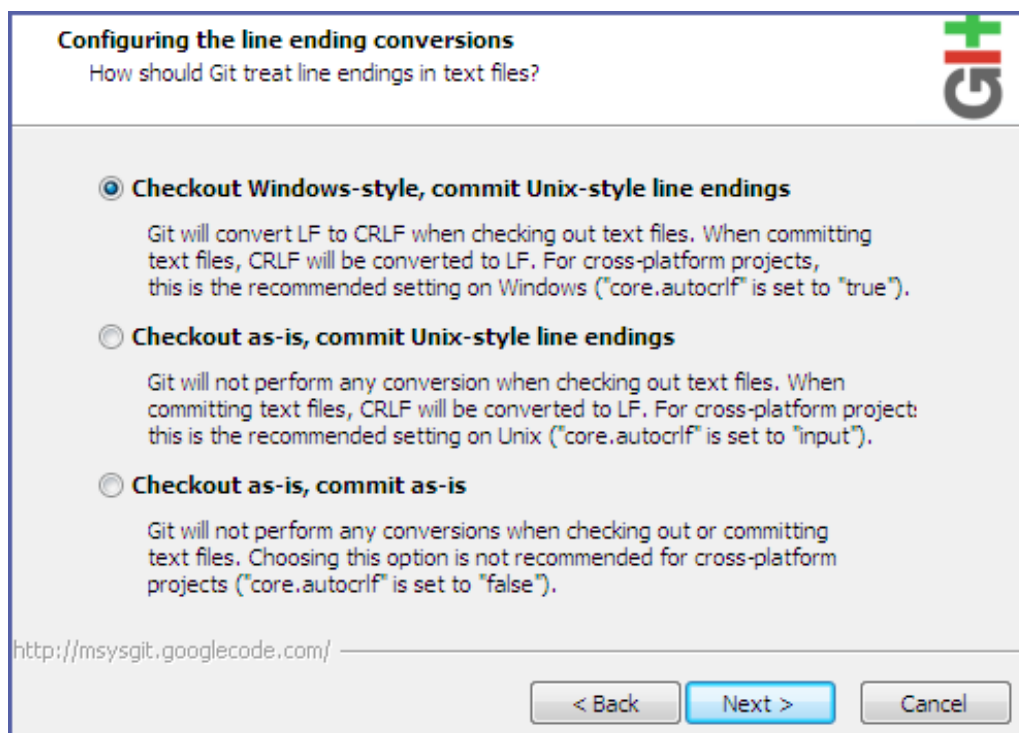 Configuring the line ending conversions
How should Git treat line endings in text files?
GIt
Checkout Windows-style, commit Unix-style line endings
Git will convert LF to CRLF when checking out text files. When committing
text files, CRLF will be converted to LF. For cross-platform projects,
this is the recommended setting on Windows ("core.autocrlf" is set to "true").
Checkout as-is, commit Unix-style line endings
Git will not perform any conversion when checking out text files. When
committing text files, CRLF will be converted to LF. For cross-platform projects
this is the recommended setting on Unix ("core.autocrlf" is set to "input").
Checkout as-is, commit as-is
Git will not perform any conversions when checking out or committing
text files. Choosing this option is not recommended for cross-platform
projects ("core.autocrlf" is set to "false").
http://msysgit.googlecode.com/
< Back
Next >
Cancel